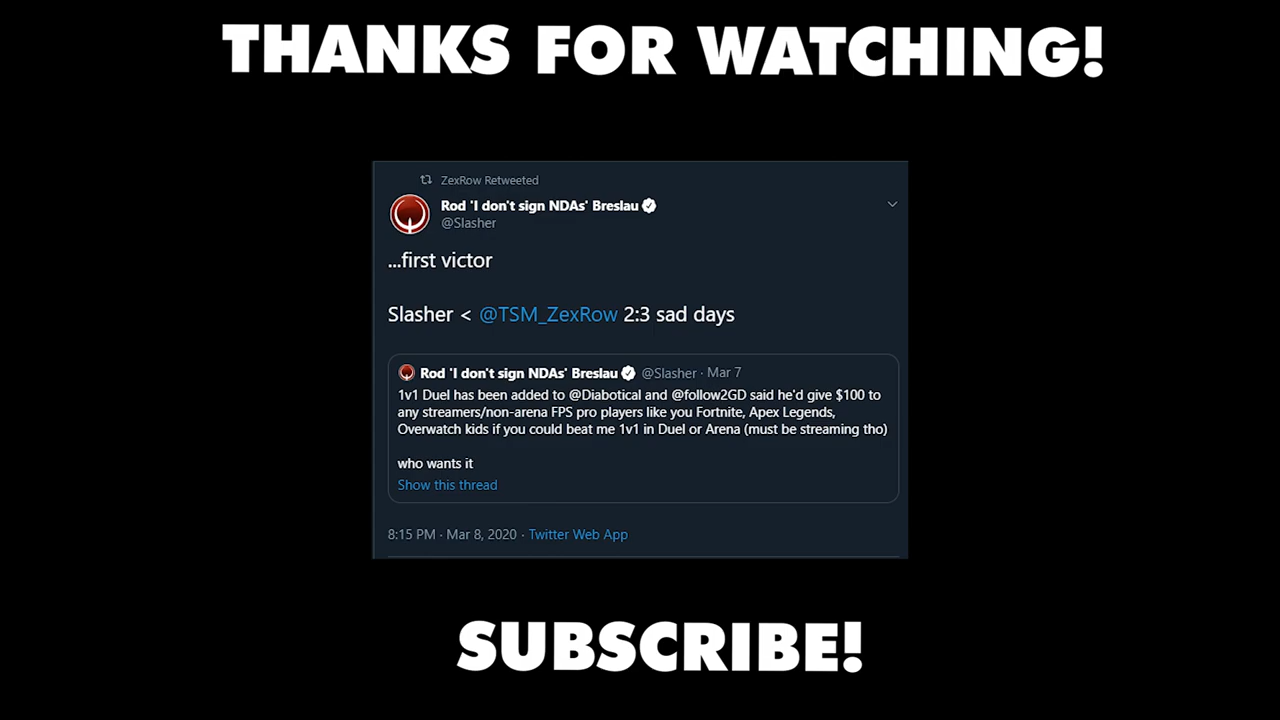 THANKS FOR WATCHING!
ZexRow Retweeted
Rod 'I don't sign NDAs' Breslau
@Slasher
...first victor
Slasher < @TSM_ZexRow 2:3 sad days
Rod 'I don't sign NDAs' Breslau @Slasher · Mar 7
1v1 Duel has been added to @Diabotical and @follow2GD said he'd give $100 to
any streamers/non-arena FPS pro players like you Fortnite, Apex Legends,
Overwatch kids if you could beat me 1v1 in Duel or Arena (must be streaming tho)
who wants it
Show this thread
8:15 PM · Mar 8, 2020 · Twitter Web App
SUBSCRIBE!